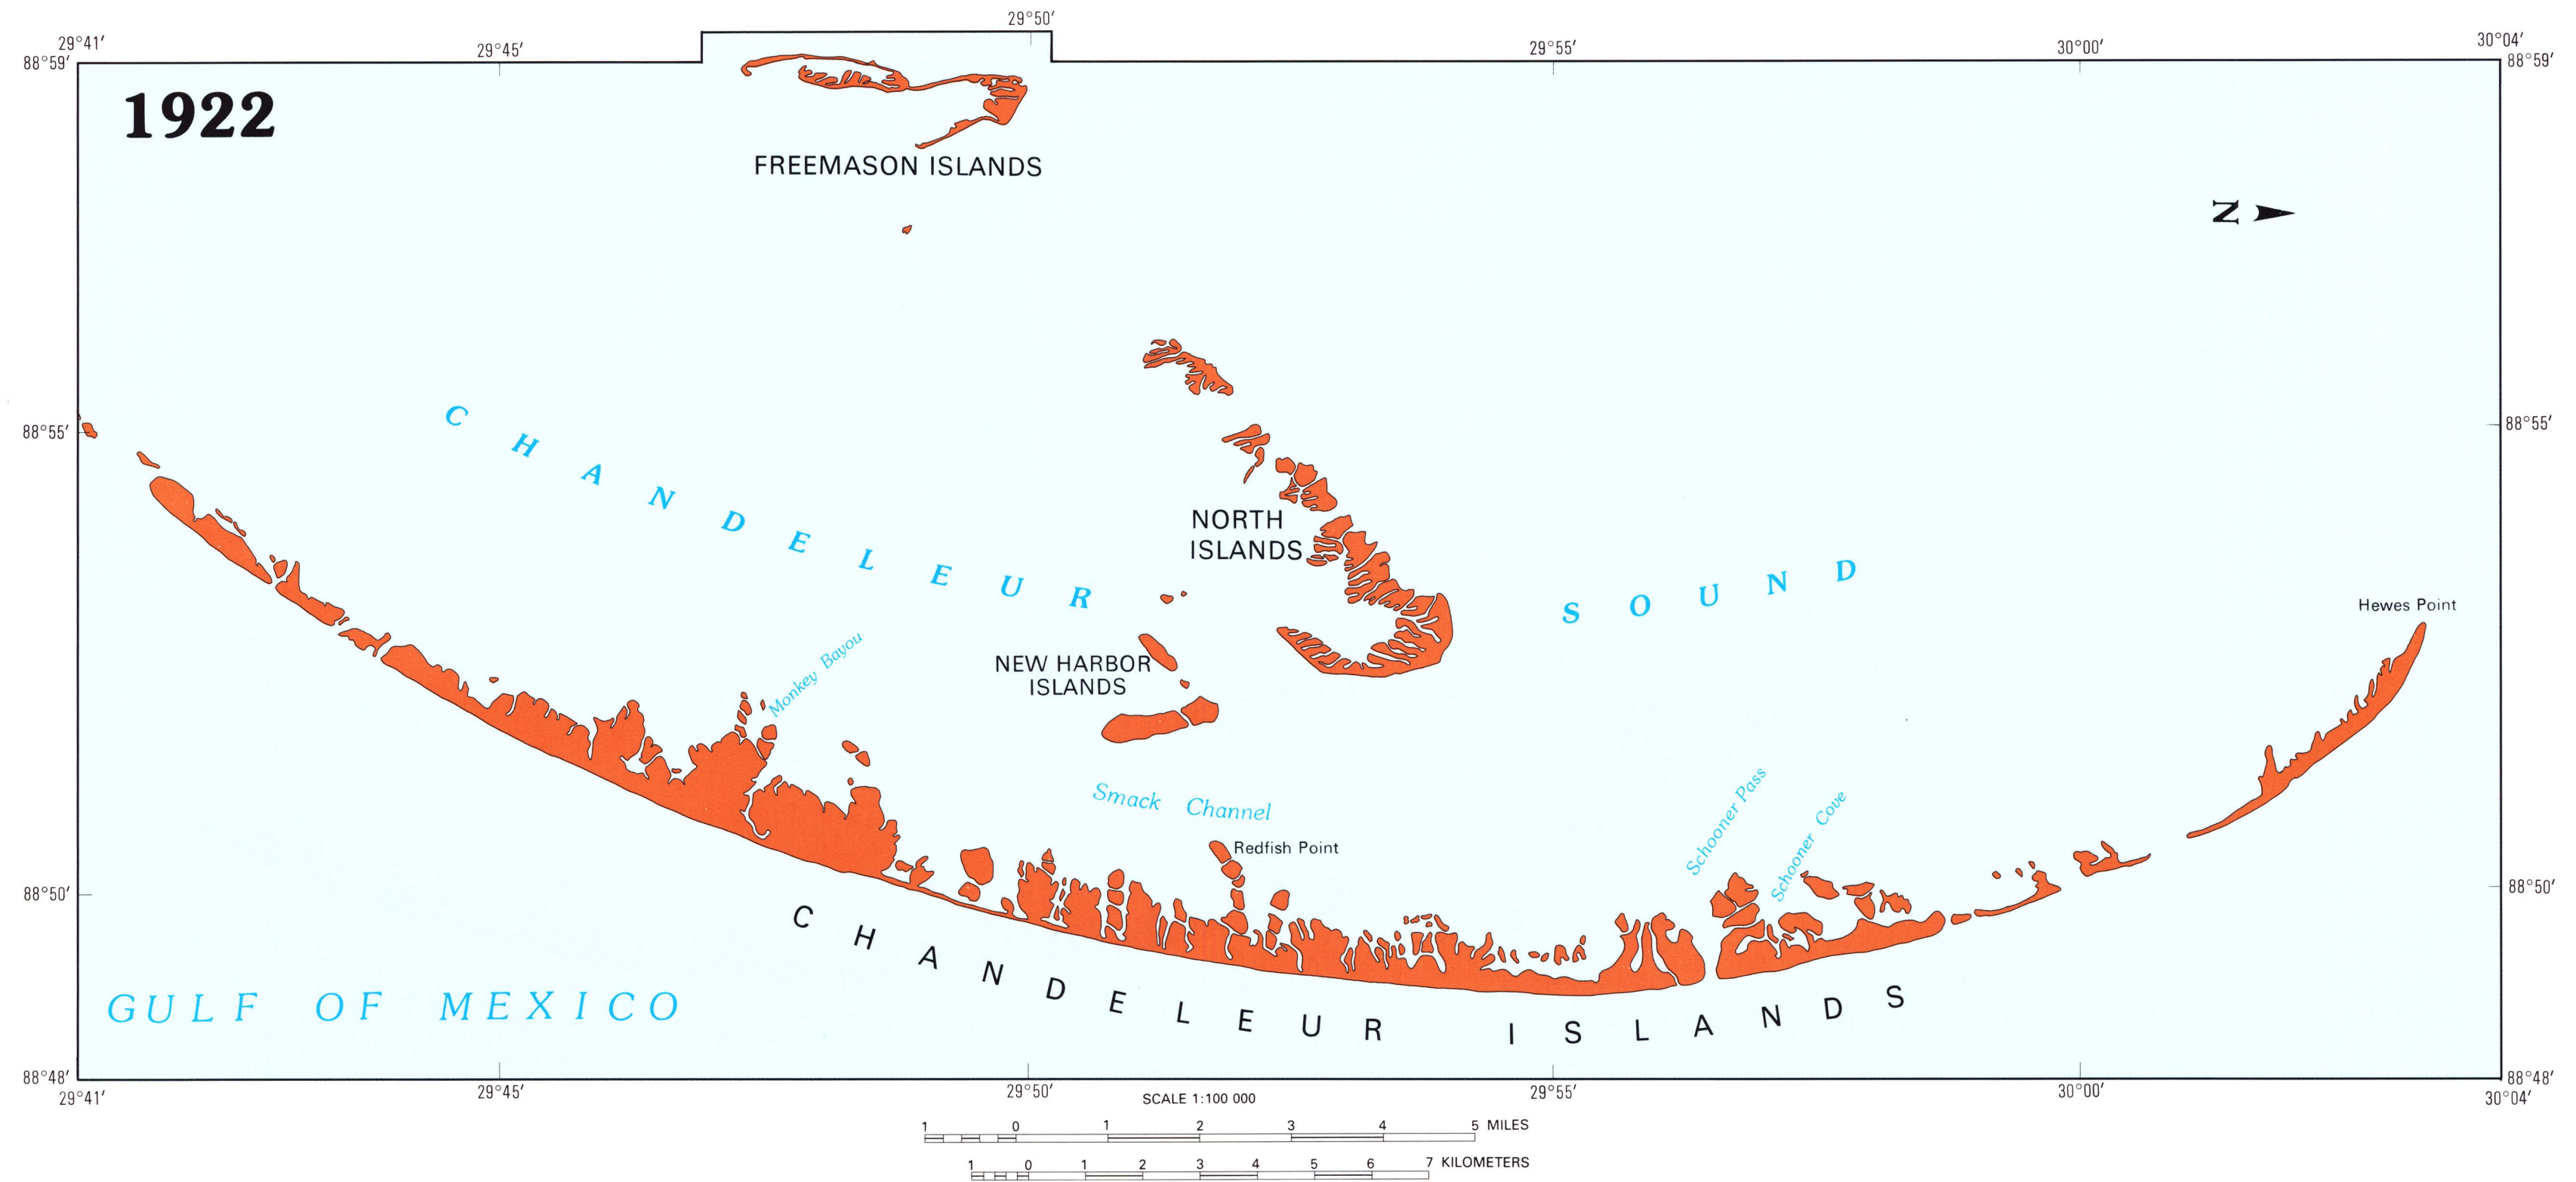 29°50′
29°41′
29°45′
29°55′
30°00′
30°04′
88°59′
88°59′
1922
FREEMASON ISLANDS
N
88°55′
88°55′
CHANDELEUR SOUND
NORTH
ISLANDS
Hewes Point
Monkey Bayou
NEW HARBOR
ISLANDS
Smack Channel
Schooner Pass
Schooner Cove
Redfish Point
88°50′
88°50′
CHANDELEUR ISLANDS
GULF OF MEXICO
88°48′
88°48′
29°41′
29°45′
29°50′
29°55′
30°00′
30°04′
SCALE 1:100 000
1 0 1 2 3 4 5 MILES
1 0 1 2 3 4 5 6 7 KILOMETERS